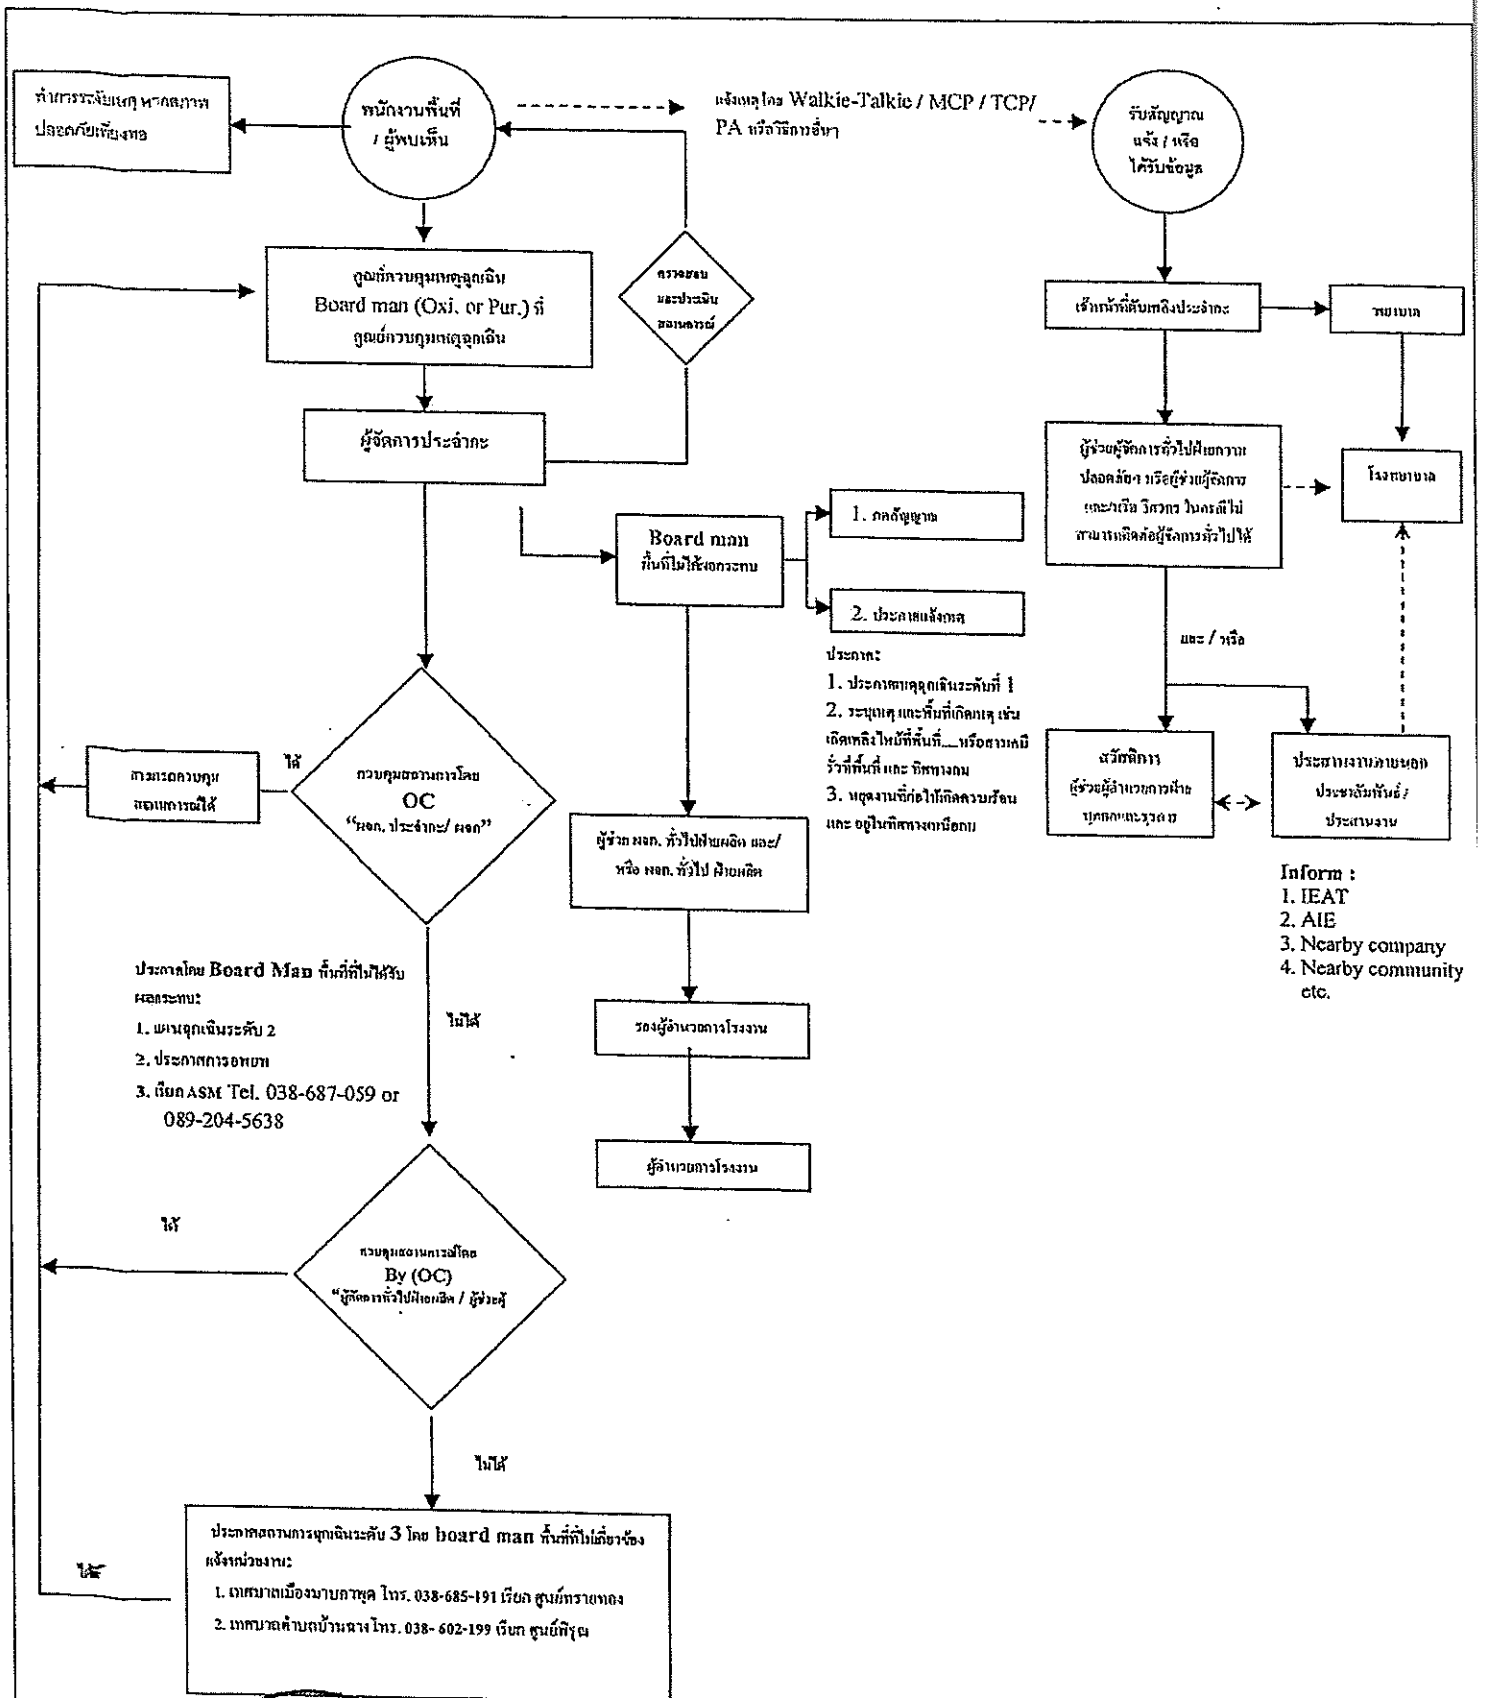 ทำการระงับเหตุ หากสภาพ
ปลอดภัยเพียงพอ
พนักงานพื้นที่
/ ผู้พบเห็น
แจ้งเหตุโดย Walkie-Talkie / MCP / TCP/
PA หรือวิธีการอื่นๆ
รับสัญญาณ
แจ้ง / หรือ
ได้รับข้อมูล
ศูนย์ควบคุมเหตุฉุกเฉิน
Board man (Oxi. or Pur.) ที่
ศูนย์ควบคุมเหตุฉุกเฉิน
ตรวจสอบ
และประเมิน
สถานการณ์
เจ้าหน้าที่ดับเพลิงประจำกะ
พยาบาล
ผู้จัดการประจำกะ
ผู้ช่วยผู้จัดการทั่วไปฝ่ายความ
ปลอดภัยฯ หรือผู้ช่วยผู้จัดการ
และ/หรือ วิศวกร ในกรณีไม่
สามารถติดต่อผู้จัดการทั่วไปได้
โรงพยาบาล
Board man
พื้นที่ไม่ได้ผลกระทบ
1. กดสัญญาณ
2. ประกาศแจ้งเหตุ
ประกาศ:
1. ประกาศเหตุฉุกเฉินระดับที่ 1
2. ระบุเหตุ และพื้นที่เกิดเหตุ เช่น
เกิดเพลิงไหม้ที่พื้นที่....หรือสารเคมี
รั่วที่พื้นที่ และ ทิศทางลม
3. หยุดงานที่ก่อให้เกิดความร้อน
และ อยู่ในทิศทางเหนือลม
และ / หรือ
สวัสดิการ
ผู้ช่วยผู้อำนวยการฝ่าย
บุคคลและธุรการ
ประสานงานภายนอก
ประชาสัมพันธ์/
ประสานงาน
Inform :
1. IEAT
2. AIE
3. Nearby company
4. Nearby community
etc.
สามารถควบคุม
สถานการณ์ได้
ได้
ควบคุมสถานการโดย
OC
“ผจก. ประจำกะ/ ผจก”
ผู้ช่วย ผจก. ทั่วไปฝ่ายผลิต และ/
หรือ ผจก. ทั่วไป ฝ่ายผลิต
ประกาศโดย Board Man พื้นที่ที่ไม่ได้รับ
ผลกระทบ:
1. แผนฉุกเฉินระดับ 2
2. ประกาศการอพยพ
3. เรียก ASM Tel. 038-687-059 or
089-204-5638
ไม่ได้
รองผู้อำนวยการโรงงาน
ผู้อำนวยการโรงงาน
ได้
ควบคุมสถานการณ์โดย
By (OC)
“ผู้จัดการทั่วไปฝ่ายผลิต / ผู้ช่วยผู้
ไม่ได้
ได้
ประกาศสถานการฉุกเฉินระดับ 3 โดย board man พื้นที่ที่ไม่เกี่ยวข้อง
แจ้งหน่วยงาน:
1. เทศบาลเมืองมาบตาพุด โทร. 038-685-191 เรียก ศูนย์ทรายทอง
2. เทศบาลตำบลบ้านฉาง โทร. 038- 602-199 เรียก ศูนย์พิรุณ